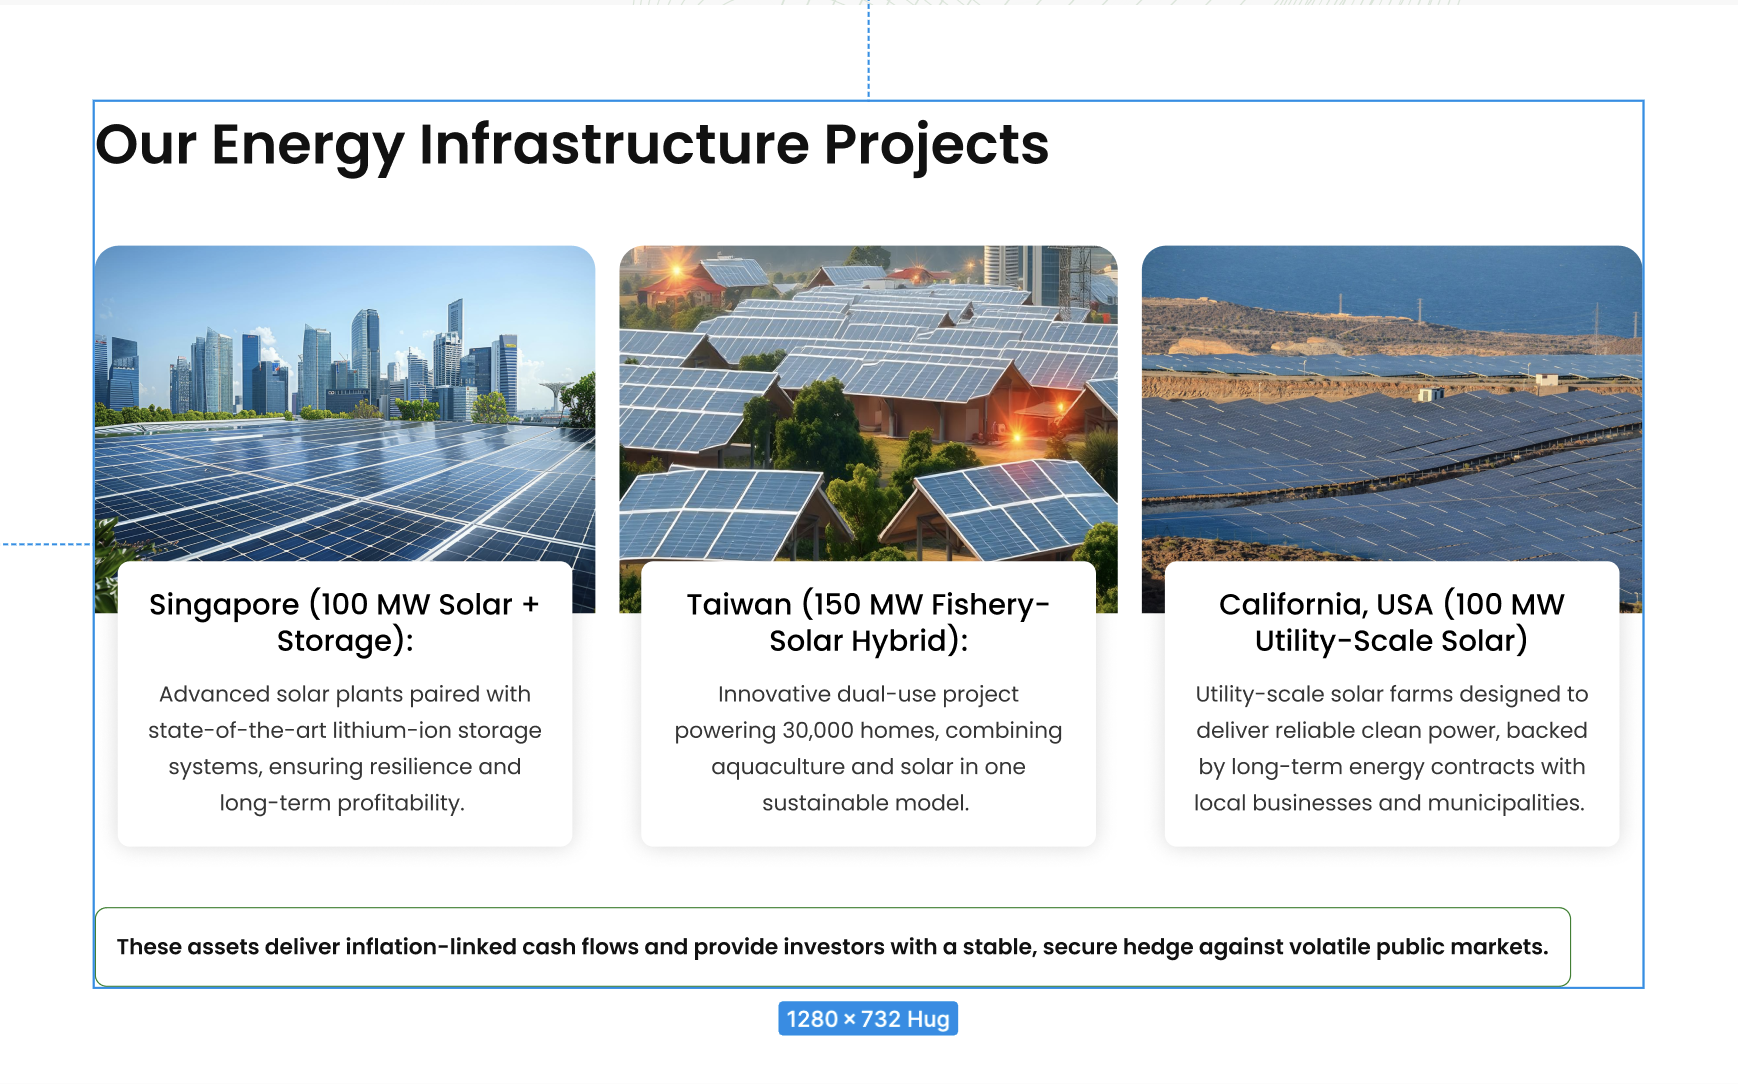 Our Energy Infrastructure Projects
Singapore (100 MW Solar +
Storage):
Advanced solar plants paired with
state-of-the-art lithium-ion storage
systems, ensuring resilience and
long-term profitability.
Taiwan (150 MW Fishery-
Solar Hybrid):
Innovative dual-use project
powering 30,000 homes, combining
aquaculture and solar in one
sustainable model.
California, USA (100 MW
Utility-Scale Solar)
Utility-scale solar farms designed to
deliver reliable clean power, backed
by long-term energy contracts with
local businesses and municipalities.
These assets deliver inflation-linked cash flows and provide investors with a stable, secure hedge against volatile public markets.
1280 × 732 Hug